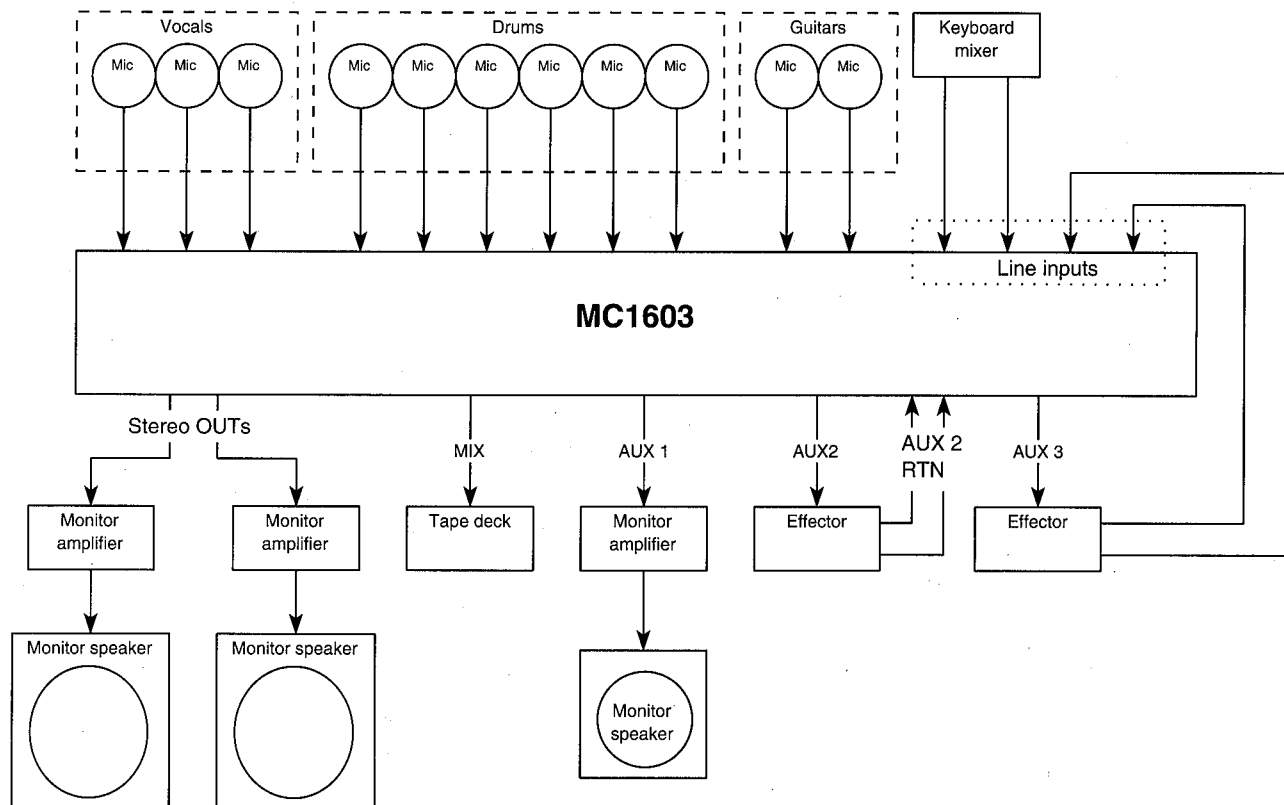 Vocals
Drums
Guitars
Keyboard
mixer
Mic Mic Mic
Mic Mic Mic Mic Mic Mic
Mic Mic
Line inputs
MC1603
Stereo OUTs
MIX
AUX 1
AUX2
AUX 2
RTN
AUX 3
Monitor
amplifier
Monitor
amplifier
Tape deck
Monitor
amplifier
Effector
Effector
Monitor speaker
Monitor speaker
Monitor
speaker